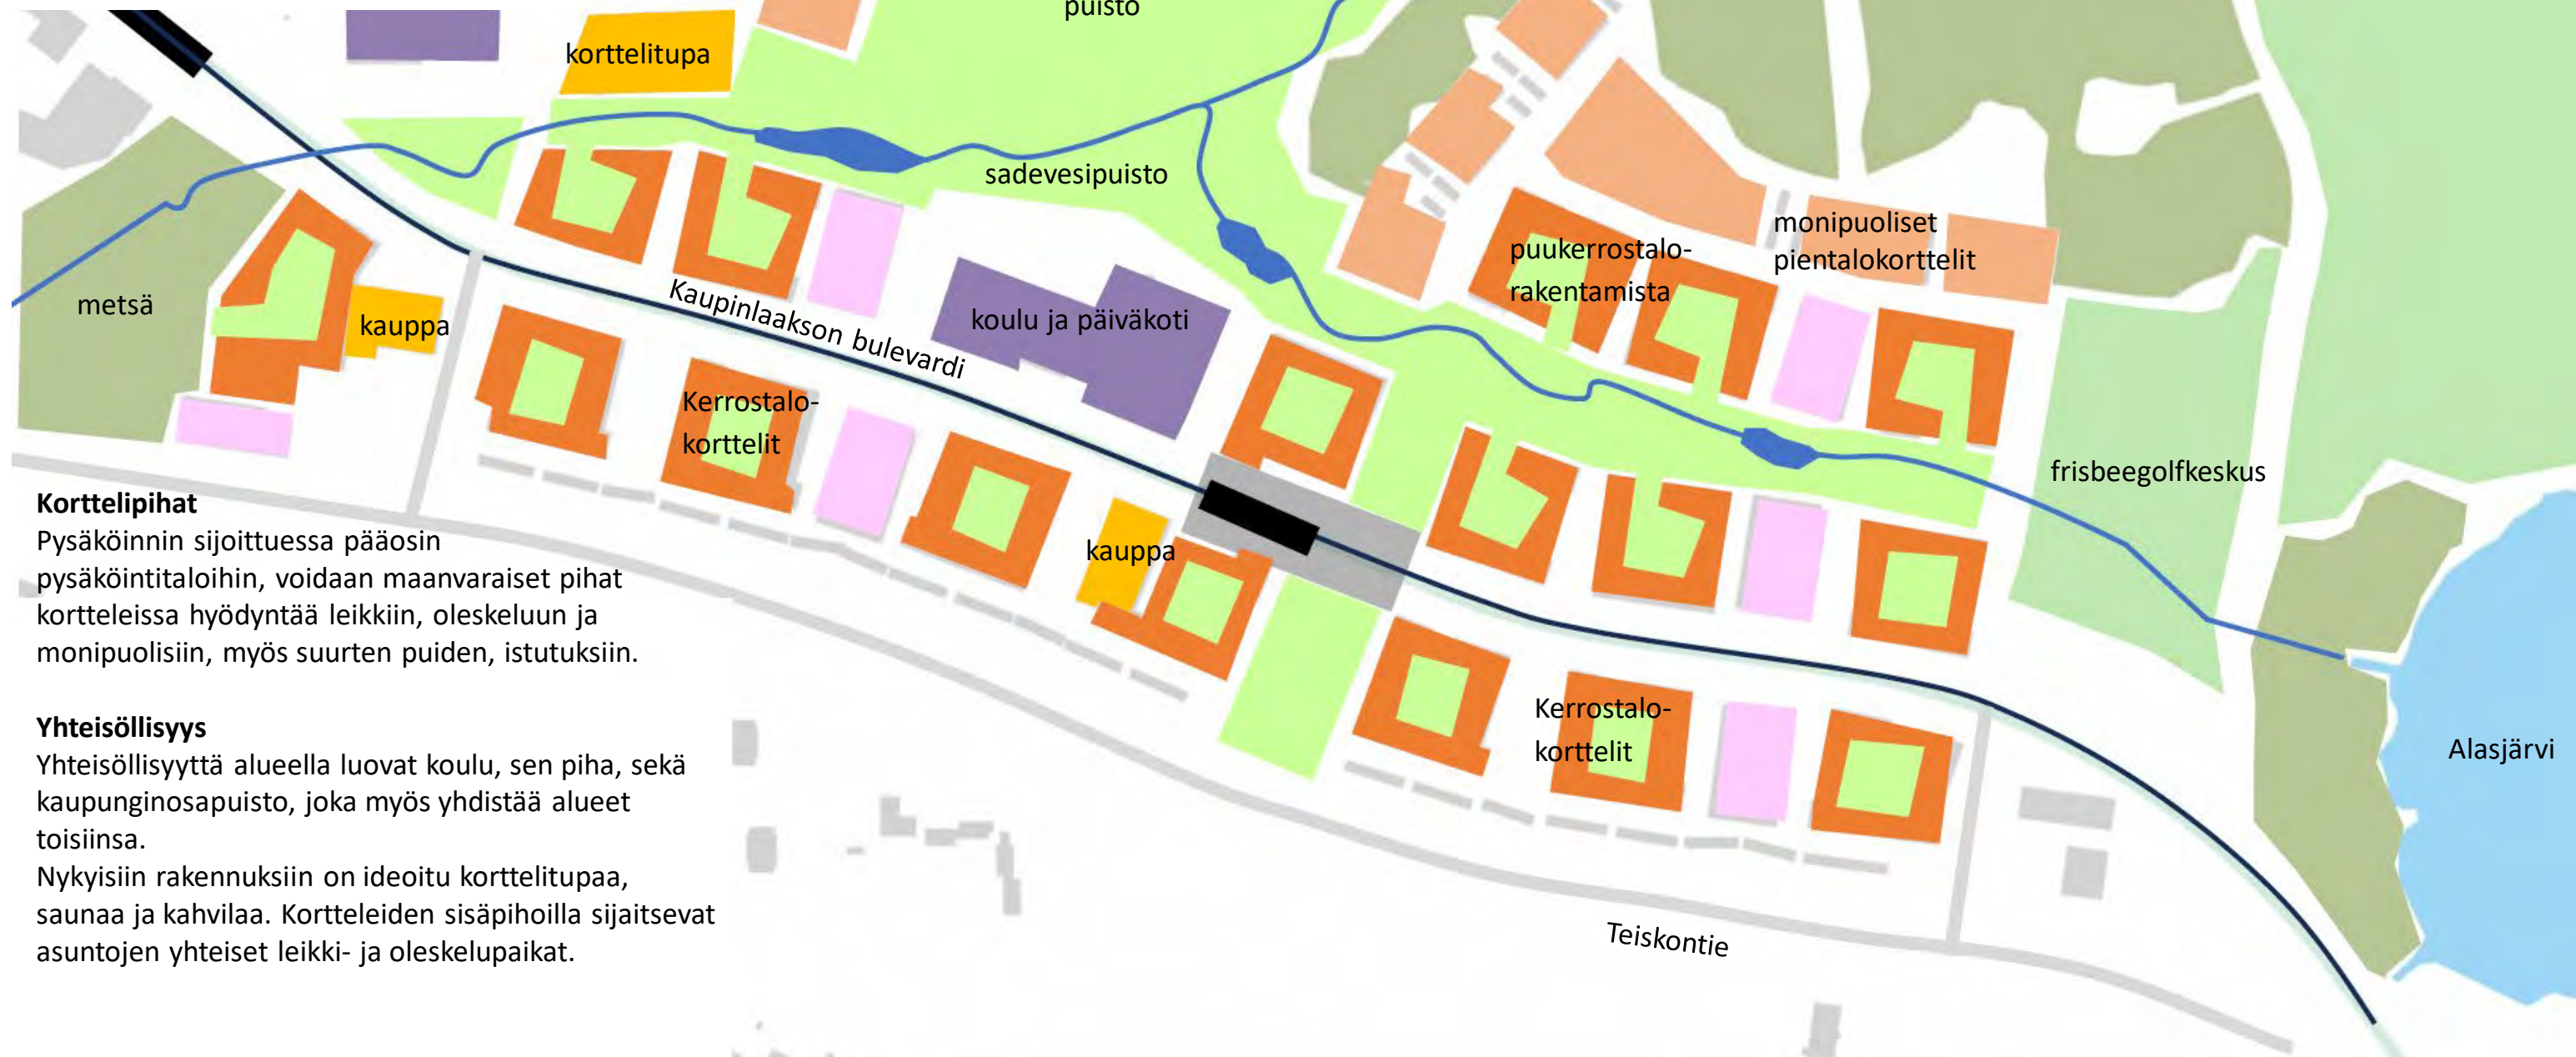 puisto
korttelitupa
sadevesipuisto
monipuoliset
pientalokorttelit
puukerrostalo-
rakentamista
metsä
kauppa
Kaupinlaakson bulevardi
koulu ja päiväkoti
Kerrostalo-
korttelit
frisbeegolfkeskus
kauppa
Kerrostalo-
korttelit
Alasjärvi
Teiskontie
Korttelipihat
Pysäköinnin sijoittuessa pääosin
pysäköintitaloihin, voidaan maanvaraiset pihat
kortteleissa hyödyntää leikkiin, oleskeluun ja
monipuolisiin, myös suurten puiden, istutuksiin.
Yhteisöllisyys
Yhteisöllisyyttä alueella luovat koulu, sen piha, sekä
kaupunginosapuisto, joka myös yhdistää alueet
toisiinsa.
Nykyisiin rakennuksiin on ideoitu korttelitupaa,
saunaa ja kahvilaa. Kortteleiden sisäpihoilla sijaitsevat
asuntojen yhteiset leikki- ja oleskelupaikat.